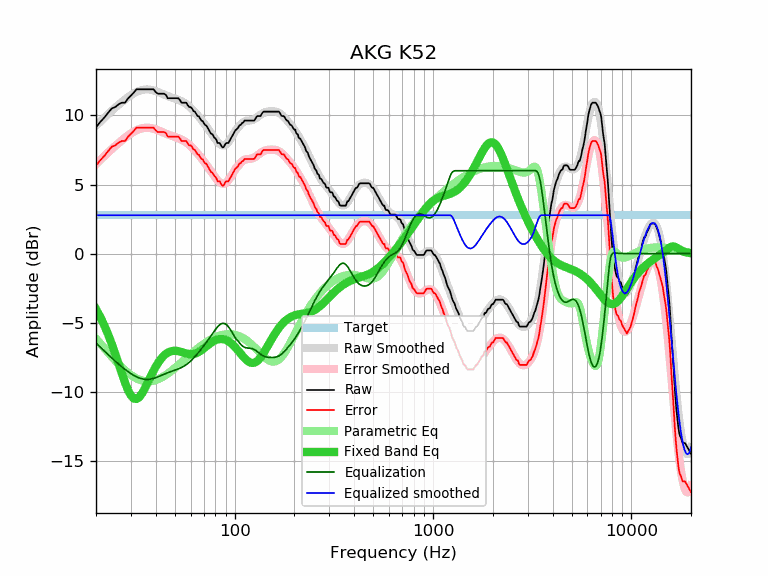 AKG K52
10
5
0
−5
−10
−15
Amplitude (dBr)
Target
Raw Smoothed
Error Smoothed
Raw
Error
Parametric Eq
Fixed Band Eq
Equalization
Equalized smoothed
100 1000 10000
Frequency (Hz)